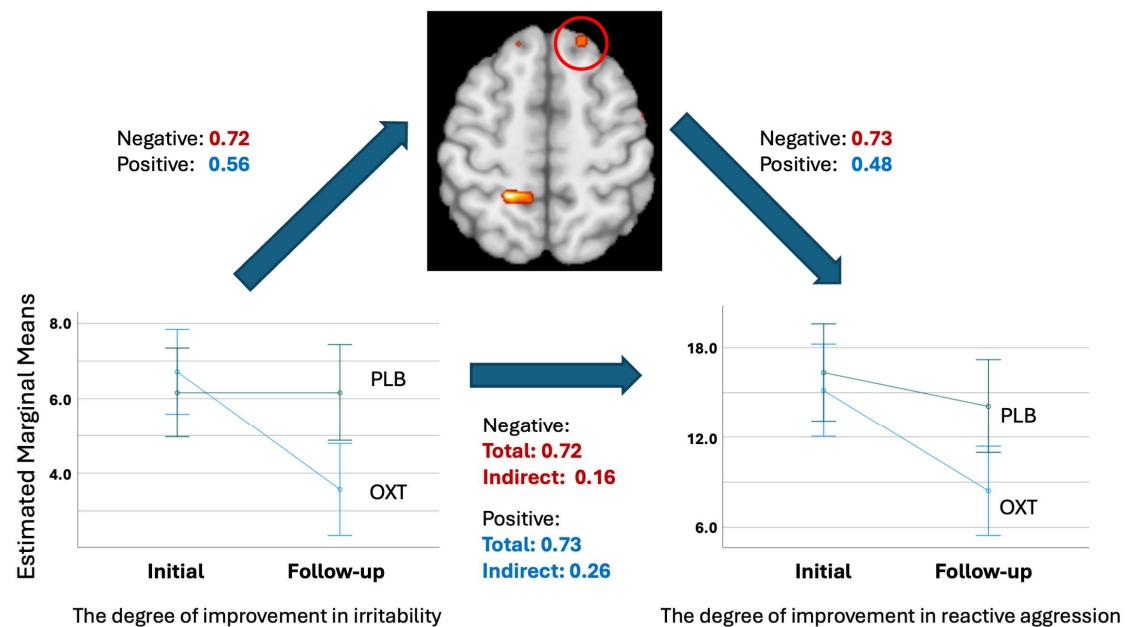 Negative: 0.72
Positive: 0.56
Negative: 0.73
Positive: 0.48
Estimated Marginal Means
8.0
6.0
4.0
PLB
OXT
Initial
Follow-up
The degree of improvement in irritability
Negative:
Total: 0.72
Indirect: 0.16
Positive:
Total: 0.73
Indirect: 0.26
18.0
12.0
6.0
PLB
OXT
Initial
Follow-up
The degree of improvement in reactive aggression